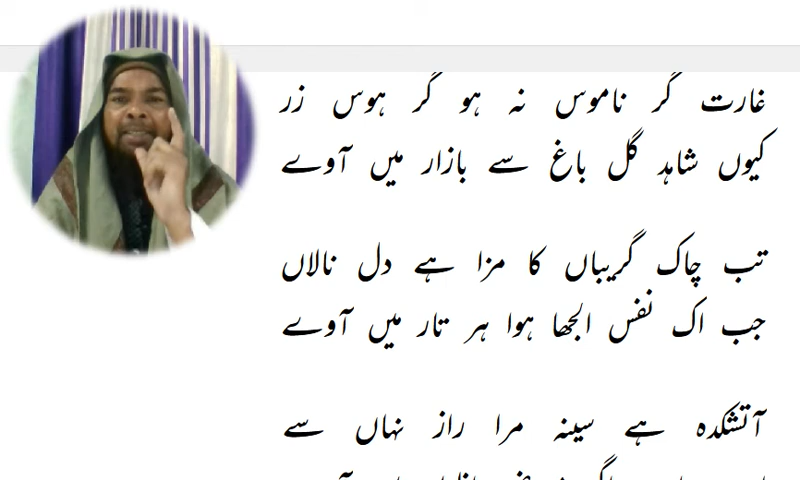 غارت گر ناموس نہ ہو گر ہوس زر
کیوں شاہد گل باغ سے بازار میں آوے
تب چاک گریباں کا مزا ہے دل نالاں
جب اک نفس الجھا ہوا ہر تار میں آوے
آتشکدہ ہے سینہ مرا راز نہاں سے